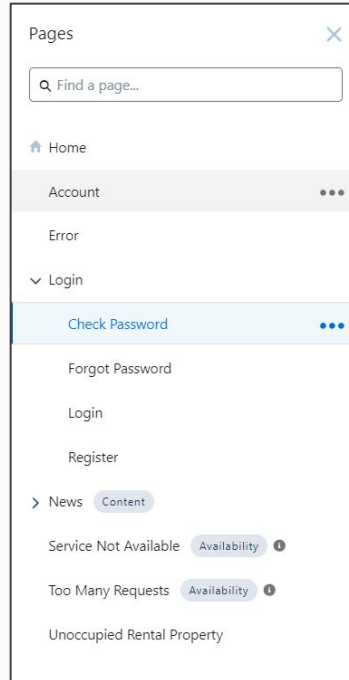 Pages
Find a page...
Home
Account
Error
Login
Check Password
Forgot Password
Login
Register
News Content
Service Not Available Availability
Too Many Requests Availability
Unoccupied Rental Property